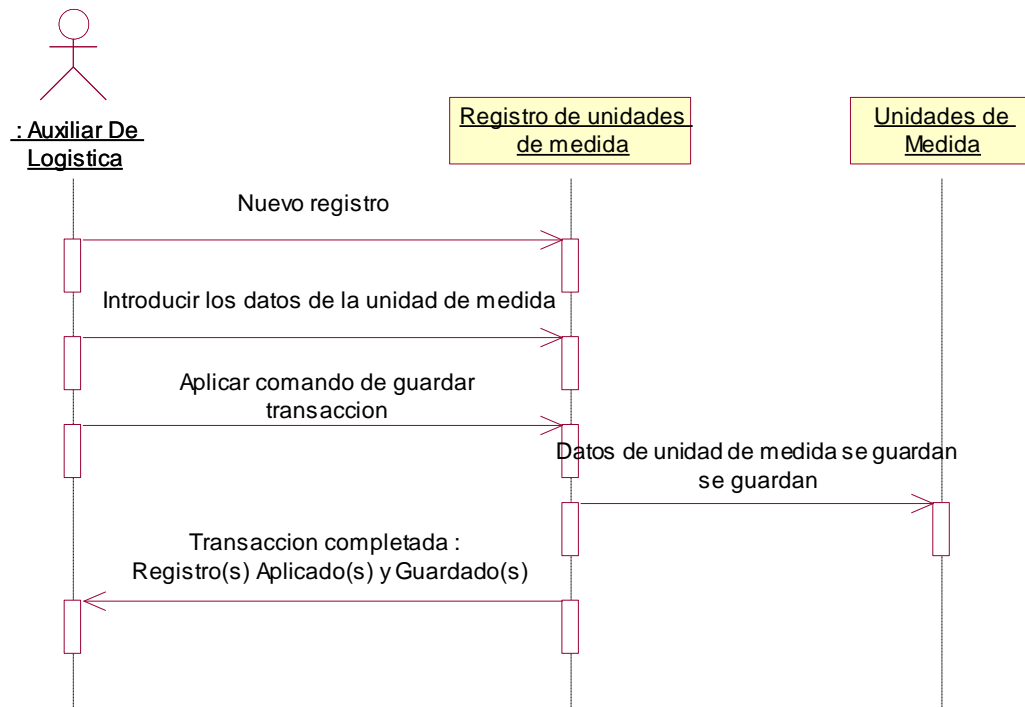 : Auxiliar De
Logistica
Registro de unidades
de medida
Unidades de
Medida
Nuevo registro
Introducir los datos de la unidad de medida
Aplicar comando de guardar
transaccion
Datos de unidad de medida se guardan
se guardan
Transaccion completada :
Registro(s) Aplicado(s) y Guardado(s)